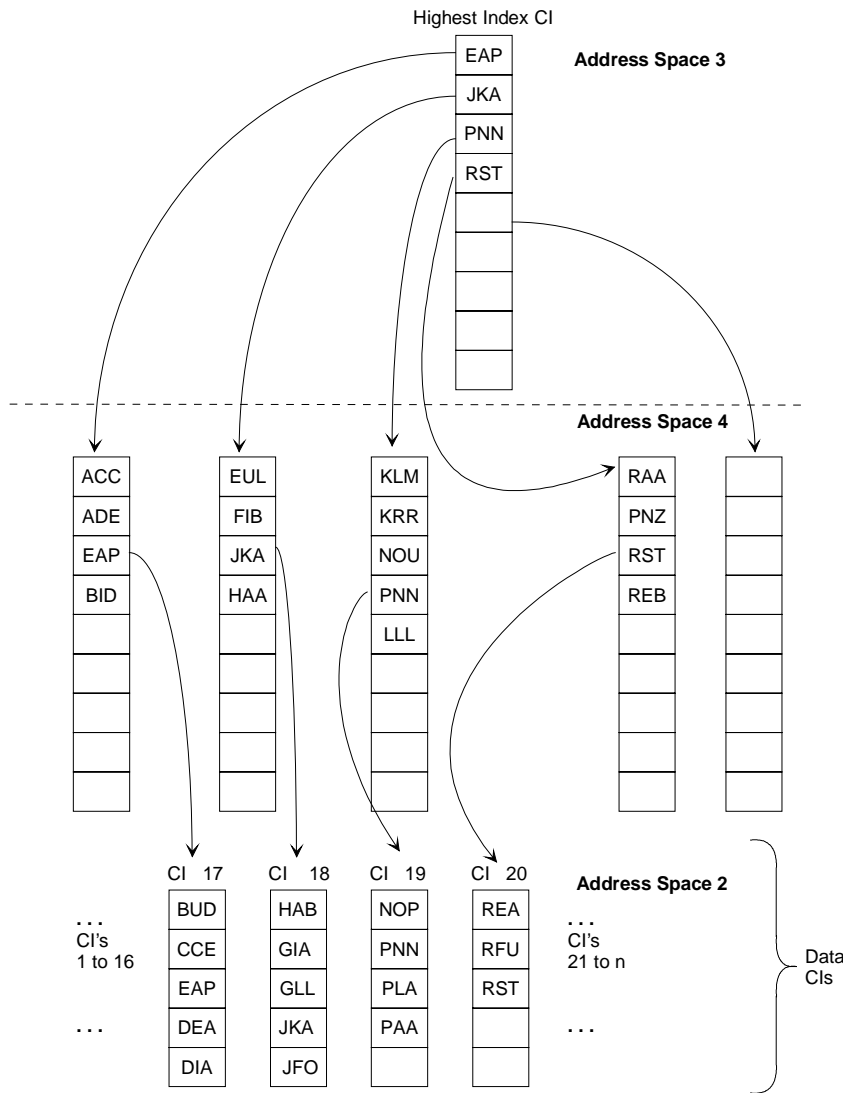 Highest Index CI
EAP
Address Space 3
JKA
PNN
RST
Address Space 4
ACC
ADE
EAP
BID
EUL
FIB
JKA
HAA
KLM
KRR
NOU
PNN
LLL
RAA
PNZ
RST
REB
Address Space 2
...
CI's
1 to 16
...
CI 17
BUD
CCE
EAP
DEA
DIA
CI 18
HAB
GIA
GLL
JKA
JFO
CI 19
NOP
PNN
PLA
PAA
CI 20
REA
RFU
RST
...
CI's
21 to n
...
Data
CIs